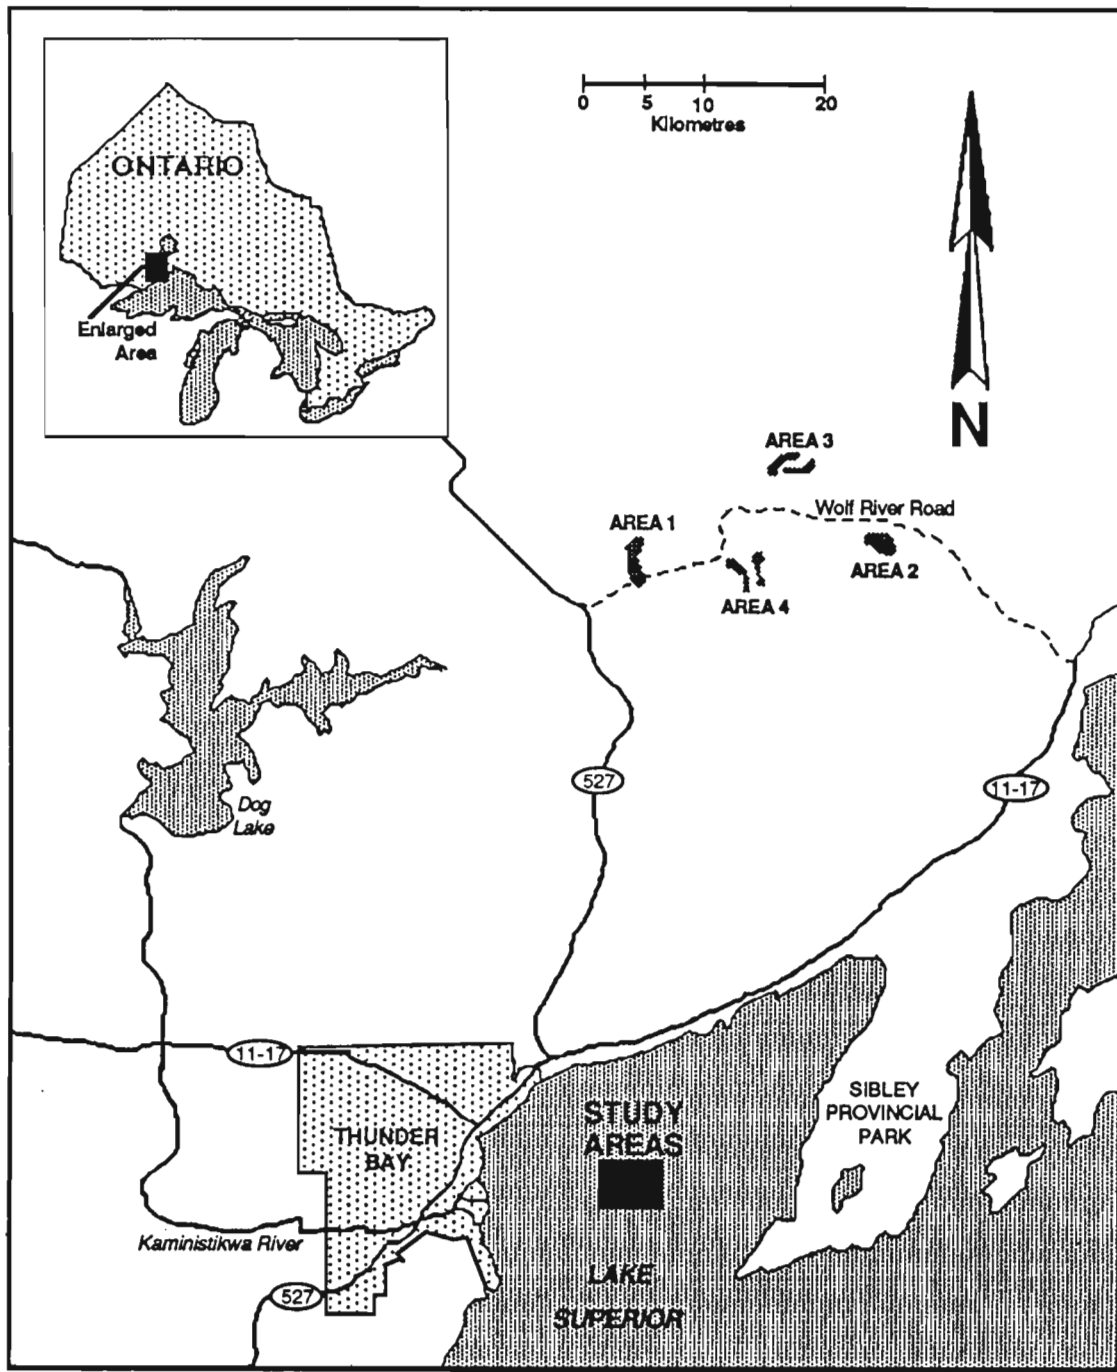 ONTARIO
Enlarged
Area
0 5 10 20
Kilometres
N
AREA 3
Wolf River Road
AREA 1
AREA 2
AREA 4
Dog
Lake
527
11-17
11-17
THUNDER
BAY
STUDY
AREAS
SIBLEY
PROVINCIAL
PARK
Kaministikwa River
527
LAKE
SUPERIOR